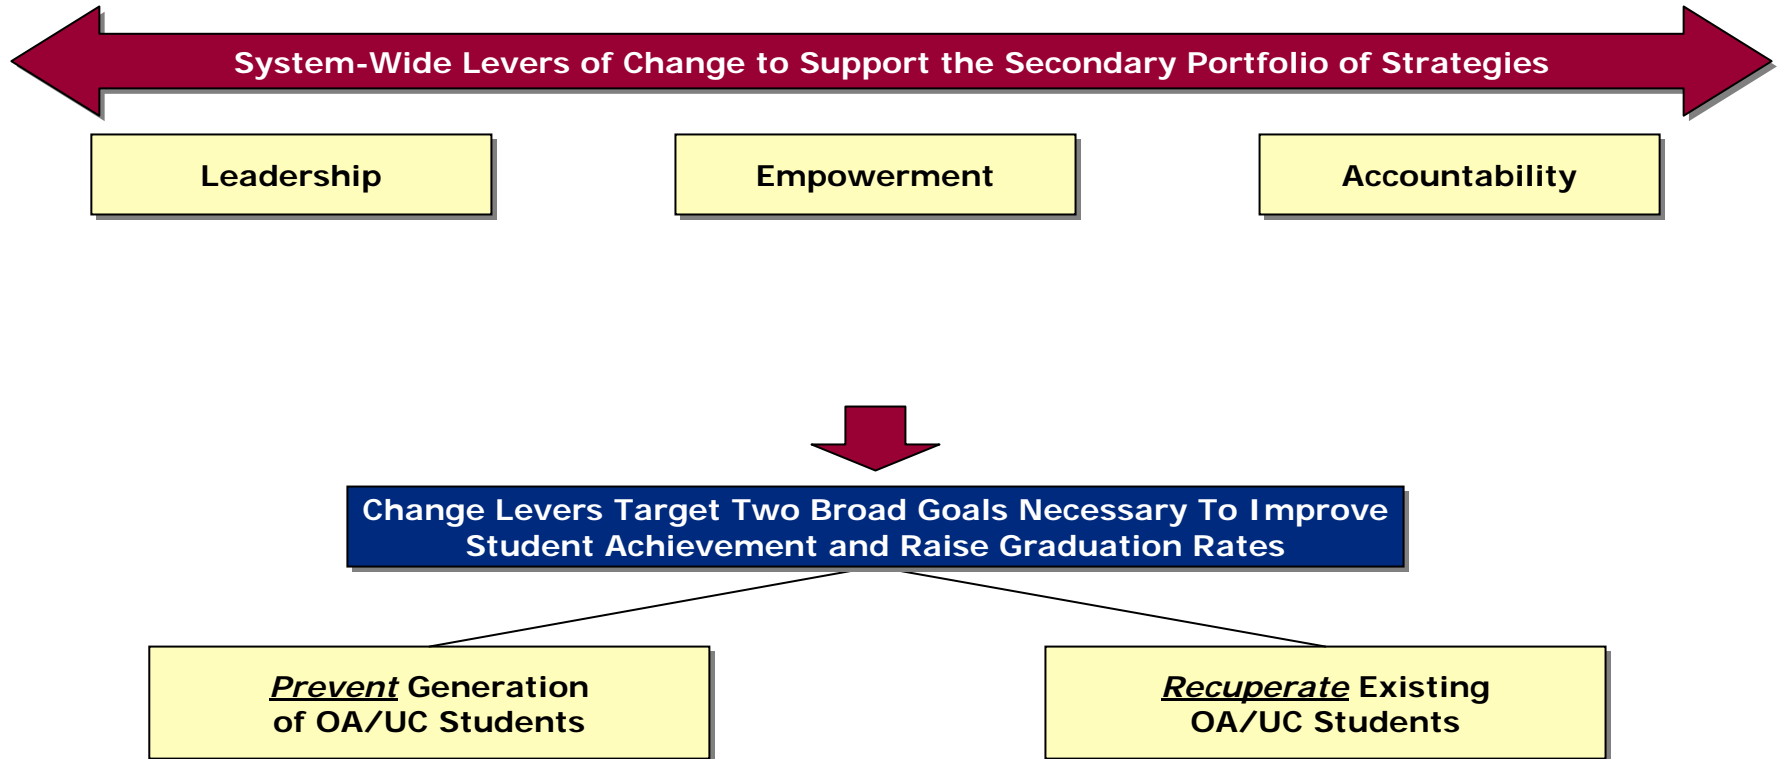 System-Wide Levers of Change to Support the Secondary Portfolio of Strategies
Leadership
Empowerment
Accountability
Change Levers Target Two Broad Goals Necessary To Improve
Student Achievement and Raise Graduation Rates
Prevent Generation
of OA/UC Students
Recuperate Existing
OA/UC Students